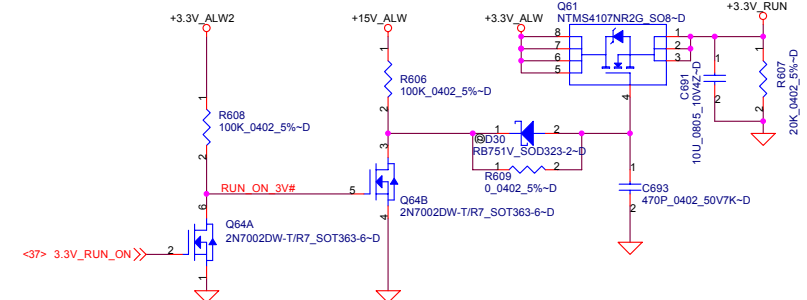 Q61
NTMS4107NR2G_SO8~D
+3.3V_ALW2
+15V_ALW
+3.3V_ALW
+3.3V_RUN
8
7
6
5
1
2
3
4
1
R606
100K_0402_5%~D
2
1
R608
100K_0402_5%~D
2
C691
10U_0805_10V4Z~D
1
2
R607
20K_0402_5%~D
1
2
@D30
1
2
RB751V_SOD323-2~D
1
2
R609
0_0402_5%~D
RUN_ON_3V#
3
5
4
Q64B
2N7002DW-T/R7_SOT363-6~D
1
C693
470P_0402_50V7K~D
2
6
Q64A
2N7002DW-T/R7_SOT363-6~D
<37> 3.3V_RUN_ON
2
1